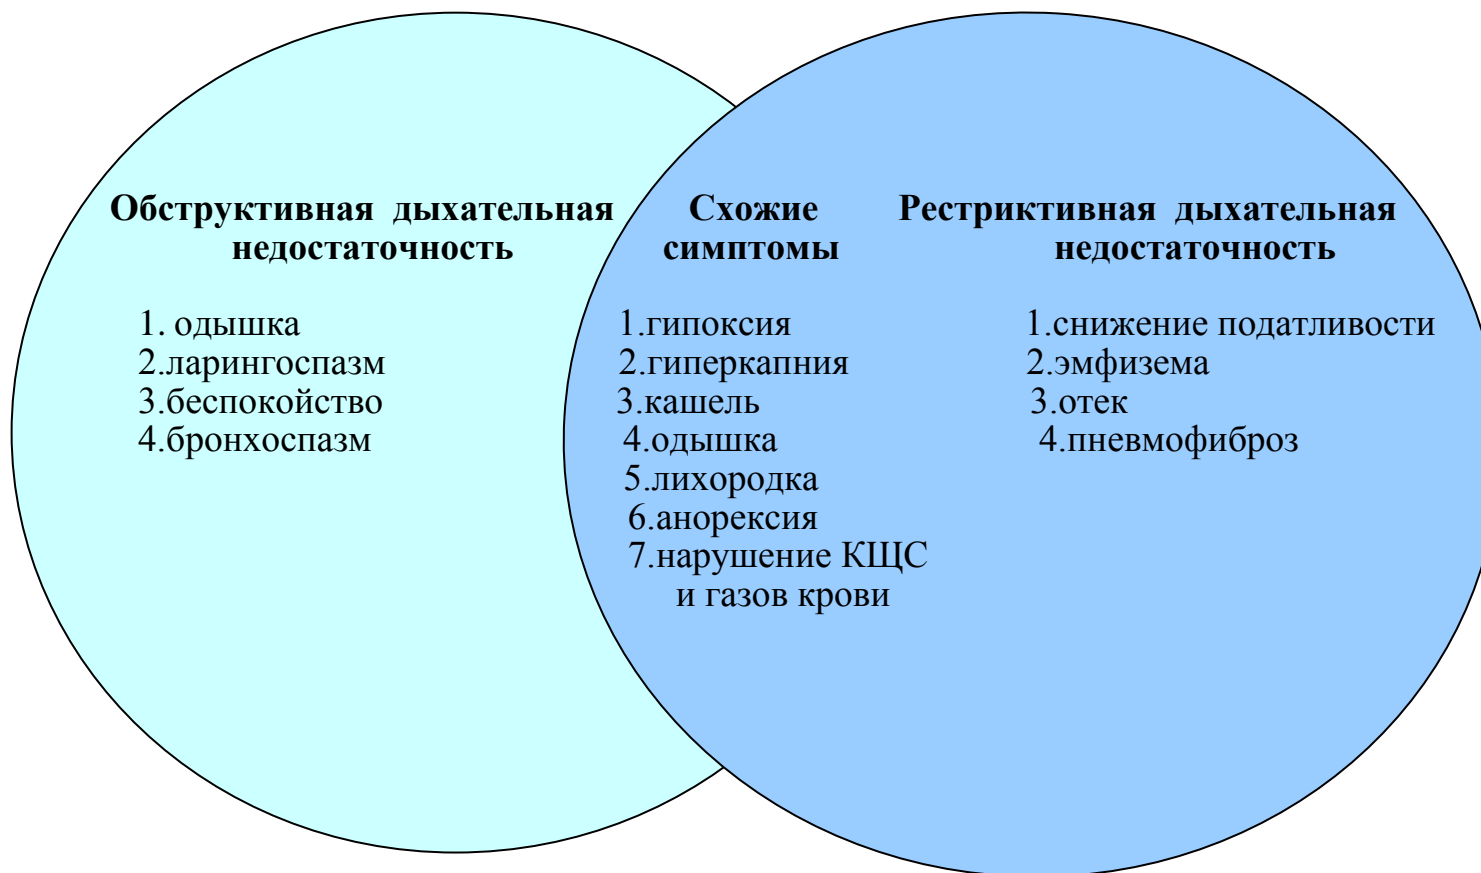 Обструктивная дыхательная
недостаточность
1. одышка
2.ларингоспазм
3.беспокойство
4.бронхоспазм
Схожие
симптомы
1.гипоксия
2.гиперкапния
3.кашель
4.одышка
5.лихородка
6.анорексия
7.нарушение КЩС
и газов крови
Рестриктивная дыхательная
недостаточность
1.снижение податливости
2.эмфизема
3.отек
4.пневмофиброз